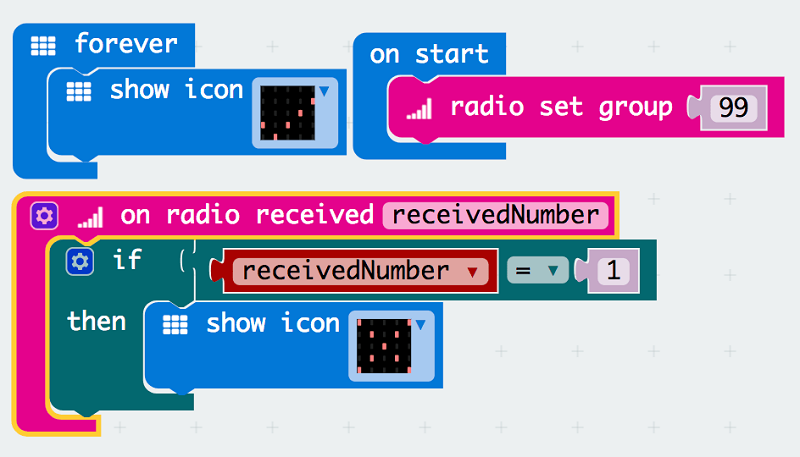 forever
show icon
on start
radio set group 99
on radio received receivedNumber
if ( receivedNumber = 1
then show icon